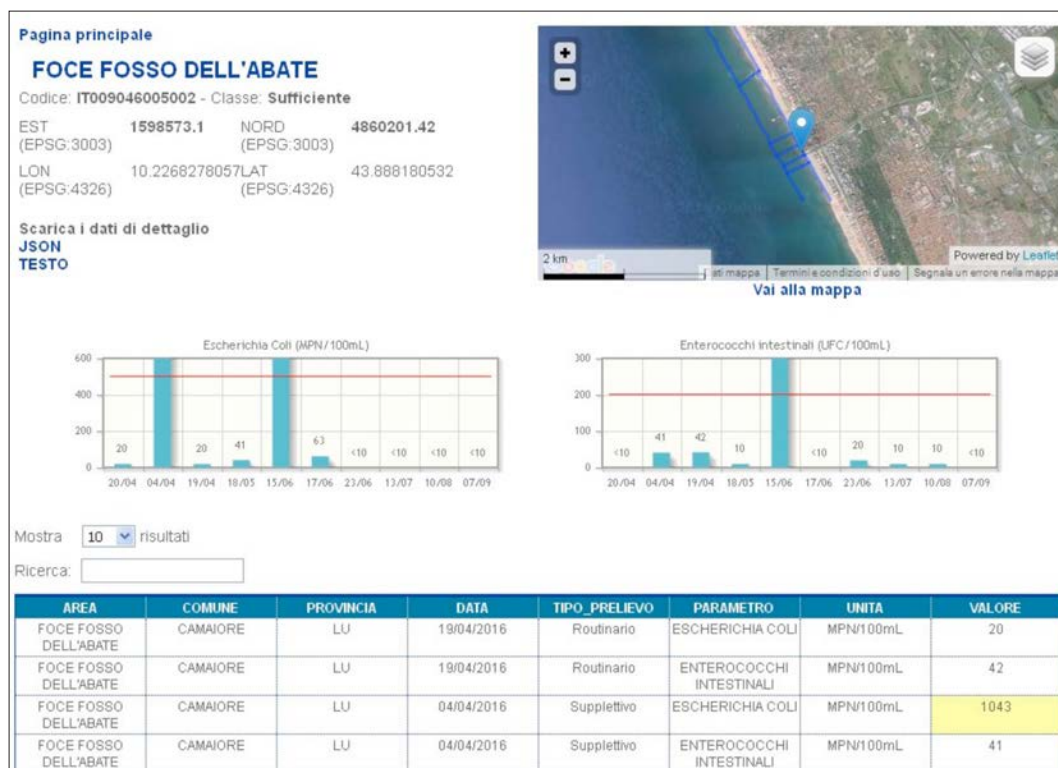 Pagina principale
FOCE FOSSO DELL'ABATE
Codice: IT009046005002 - Classe: Sufficiente
EST (EPSG:3003) 1598573.1 NORD (EPSG:3003) 4860201.42
LON (EPSG:4326) 10.2268278057 LAT (EPSG:4326) 43.888180532
Scarica i dati di dettaglio
JSON
TESTO
+
−
2 km
Powered by Leaflet
ati mappa | Termini e condizioni d'uso | Segnala un errore nella mappa
Vai alla mappa
Escherichia Coli (MPN/100mL)
600
400
200
0
20 20 41 63 <10 <10 <10 <10
20/04 04/04 19/04 18/05 15/06 17/06 23/06 13/07 10/08 07/09
Enterococchi intestinali (UFC/100mL)
300
200
100
0
<10 41 42 10 <10 20 10 10 <10
20/04 04/04 19/04 18/05 15/06 17/06 23/06 13/07 10/08 07/09
Mostra 10 risultati
Ricerca:
AREA COMUNE PROVINCIA DATA TIPO_PRELIEVO PARAMETRO UNITA VALORE
FOCE FOSSO DELL'ABATE CAMAIORE LU 19/04/2016 Routinario ESCHERICHIA COLI MPN/100mL 20
FOCE FOSSO DELL'ABATE CAMAIORE LU 19/04/2016 Routinario ENTEROCOCCHI INTESTINALI MPN/100mL 42
FOCE FOSSO DELL'ABATE CAMAIORE LU 04/04/2016 Supplettivo ESCHERICHIA COLI MPN/100mL 1043
FOCE FOSSO DELL'ABATE CAMAIORE LU 04/04/2016 Supplettivo ENTEROCOCCHI INTESTINALI MPN/100mL 41